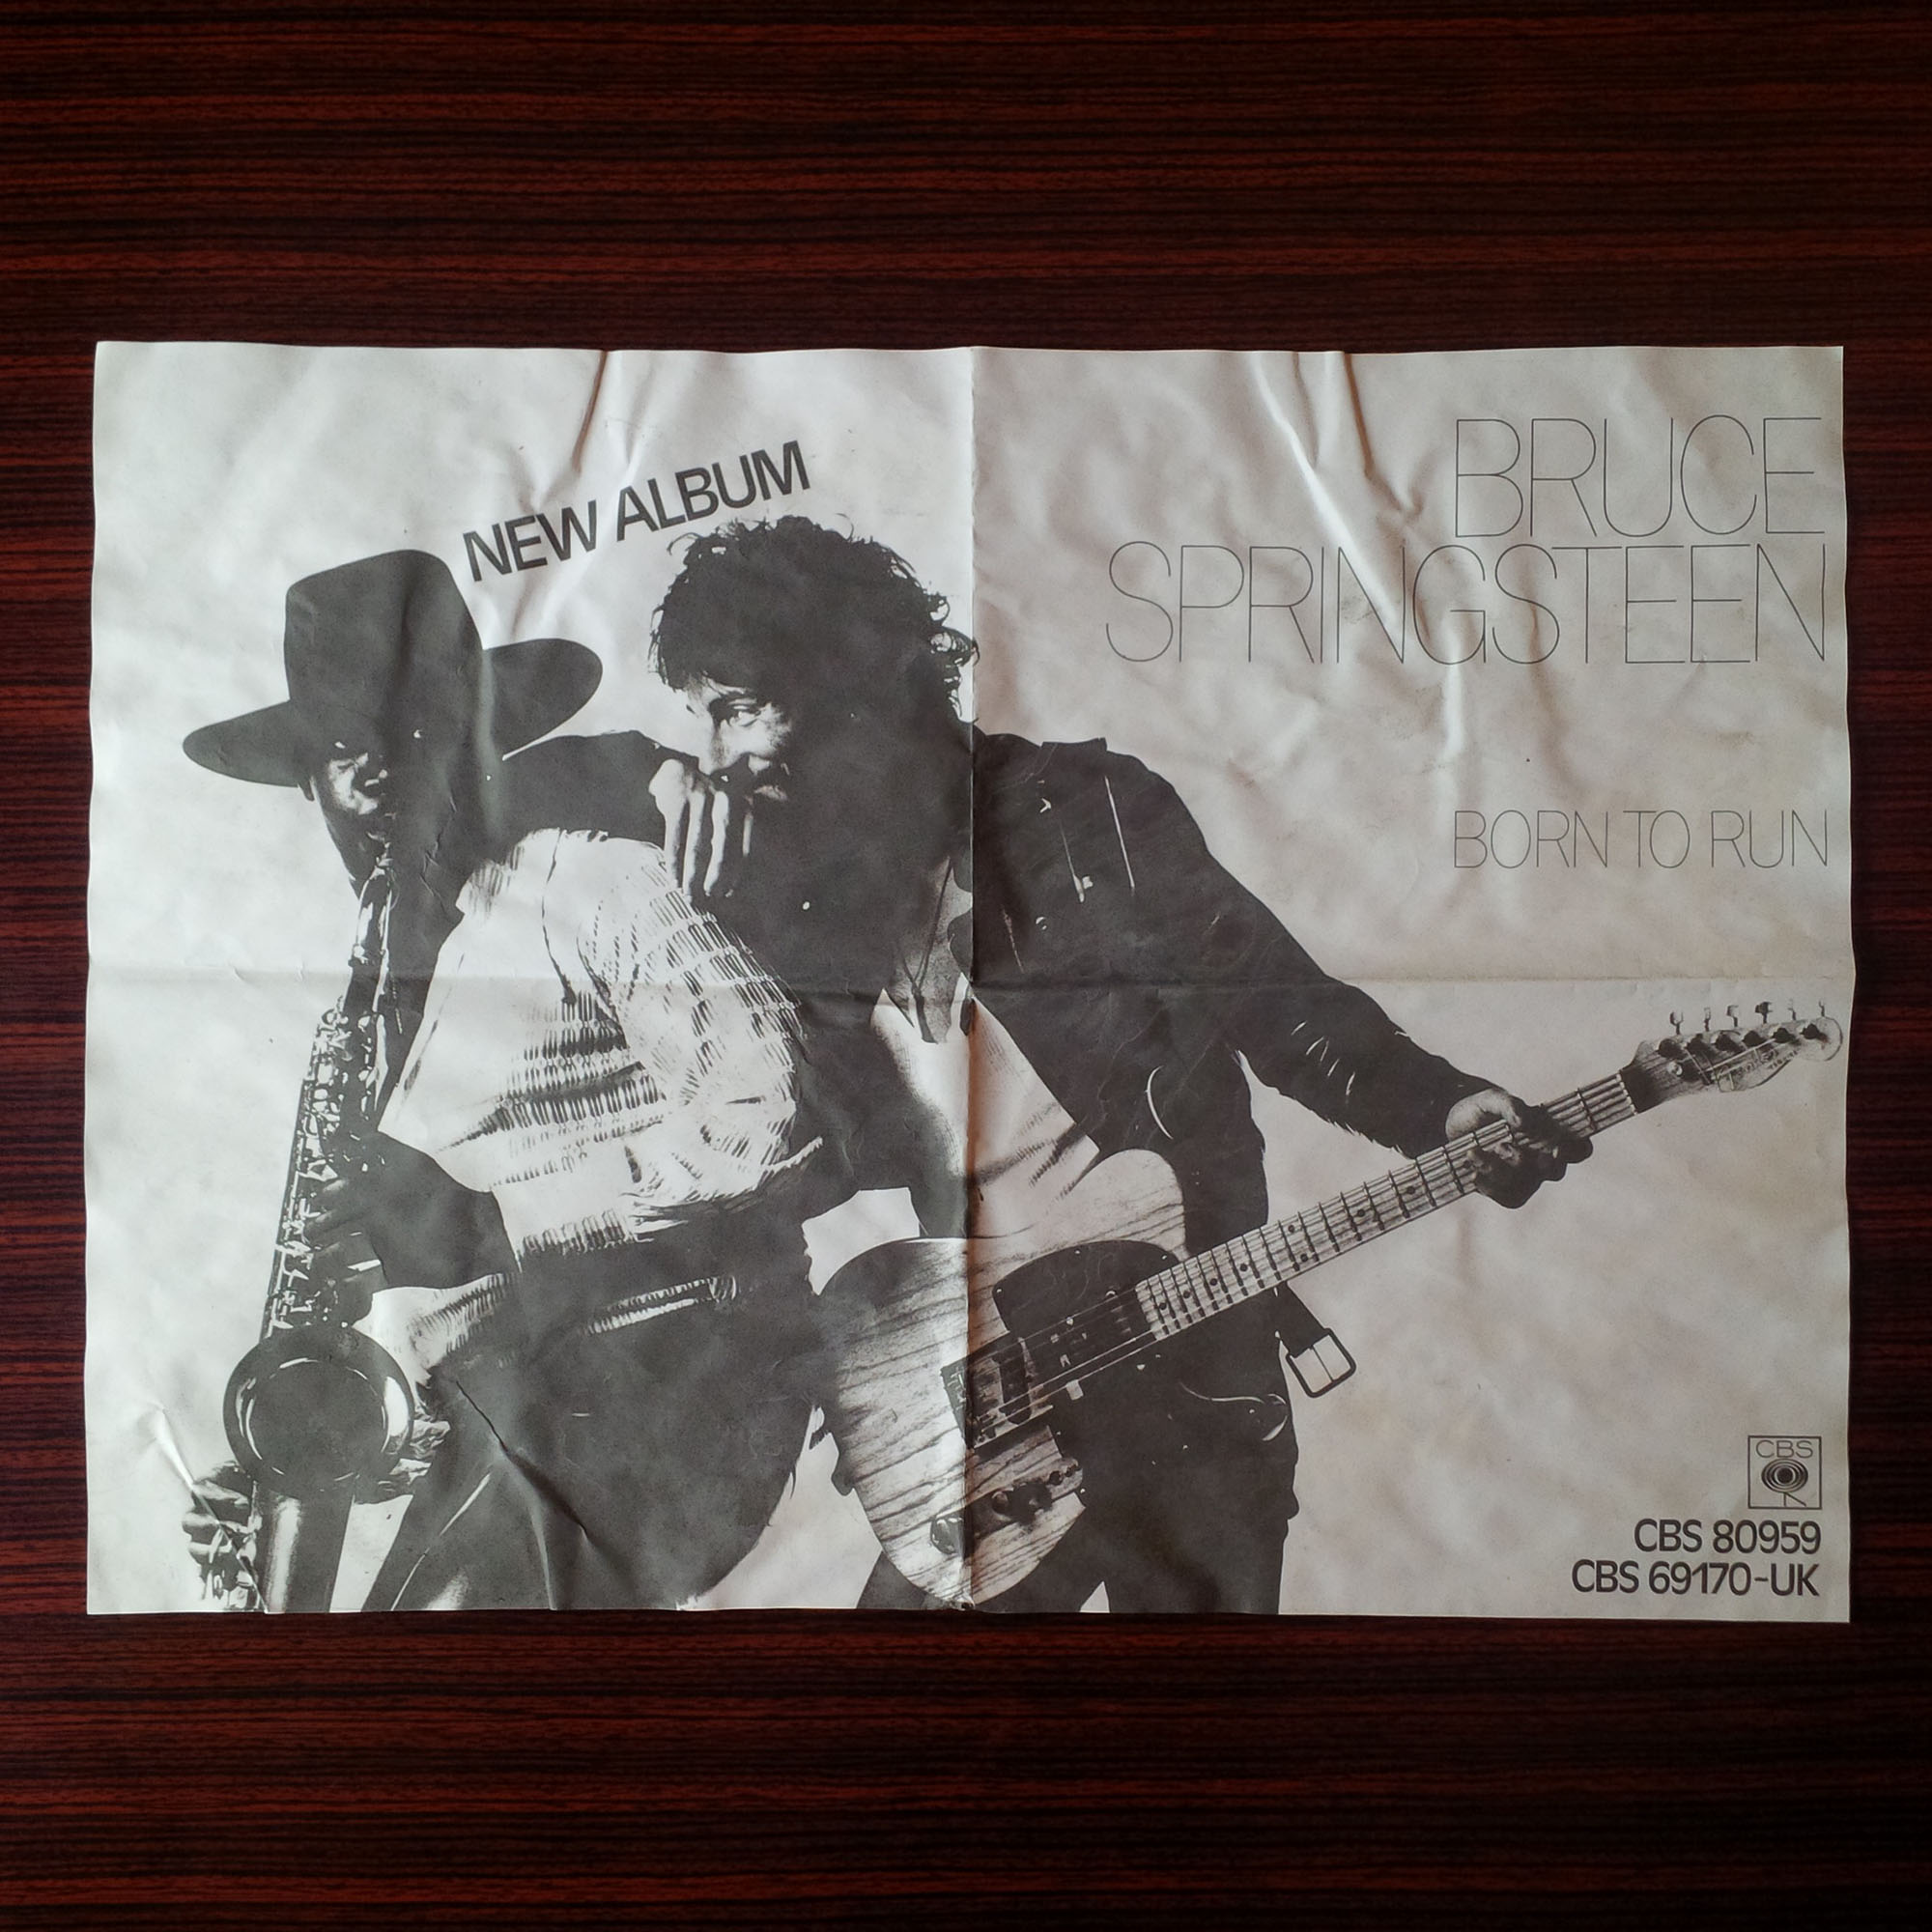 NEW ALBUM
BRUCE
SPRINGSTEEN
BORN TO RUN
CBS
CBS 80959
CBS 69170-UK